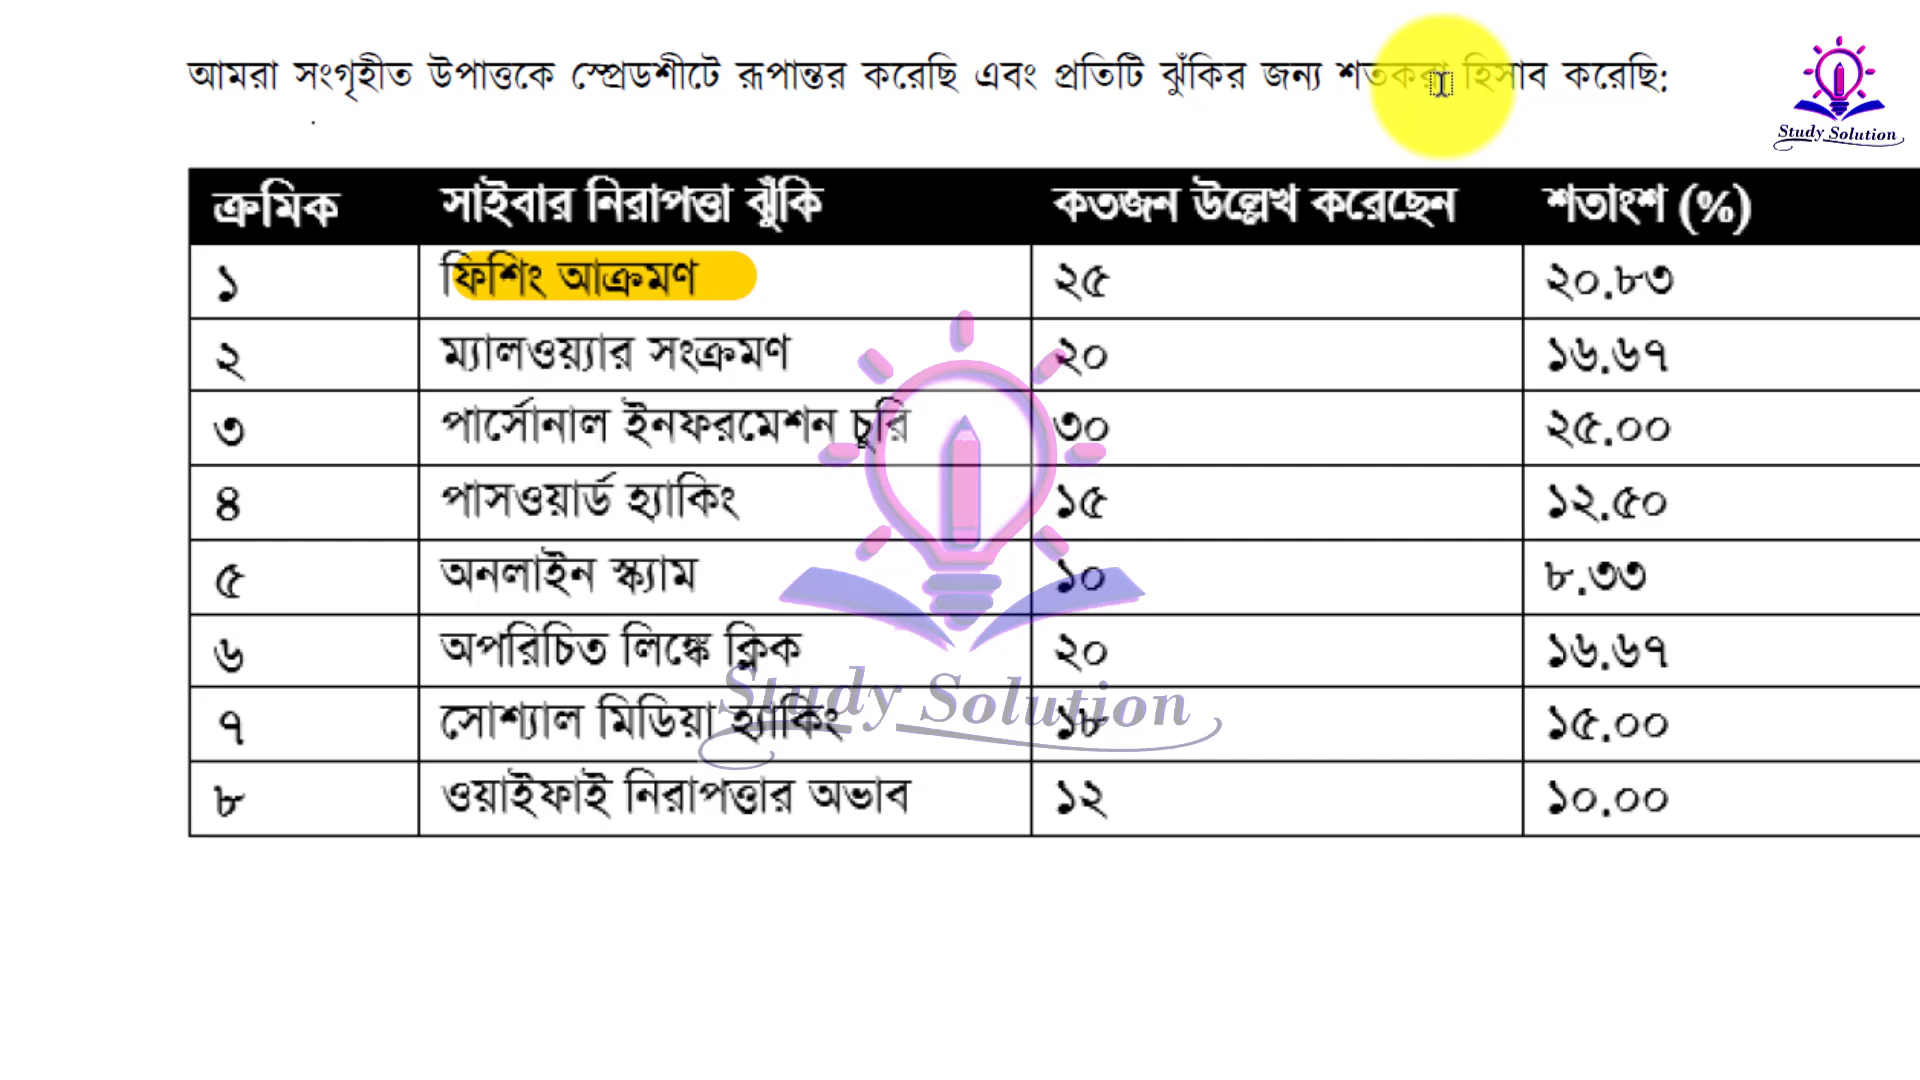 আমরা সংগৃহীত উপাত্তকে স্প্রেডশীটে রূপান্তর করেছি এবং প্রতিটি ঝুঁকির জন্য শতকরা হিসাব করেছি:
Study Solution
ক্রমিক সাইবার নিরাপত্তা ঝুঁকি কতজন উল্লেখ করেছেন শতাংশ (%)
১ ফিশিং আক্রমণ ২৫ ২০.৮৩
২ ম্যালওয়্যার সংক্রমণ ২০ ১৬.৬৭
৩ পার্সোনাল ইনফরমেশন চুরি ৩০ ২৫.০০
৪ পাসওয়ার্ড হ্যাকিং ১৫ ১২.৫০
৫ অনলাইন স্ক্যাম ১০ ৮.৩৩
৬ অপরিচিত লিঙ্কে ক্লিক ২০ ১৬.৬৭
Study Solution
৭ সোশ্যাল মিডিয়া হ্যাকিং ১৮ ১৫.০০
৮ ওয়াইফাই নিরাপত্তার অভাব ১২ ১০.০০